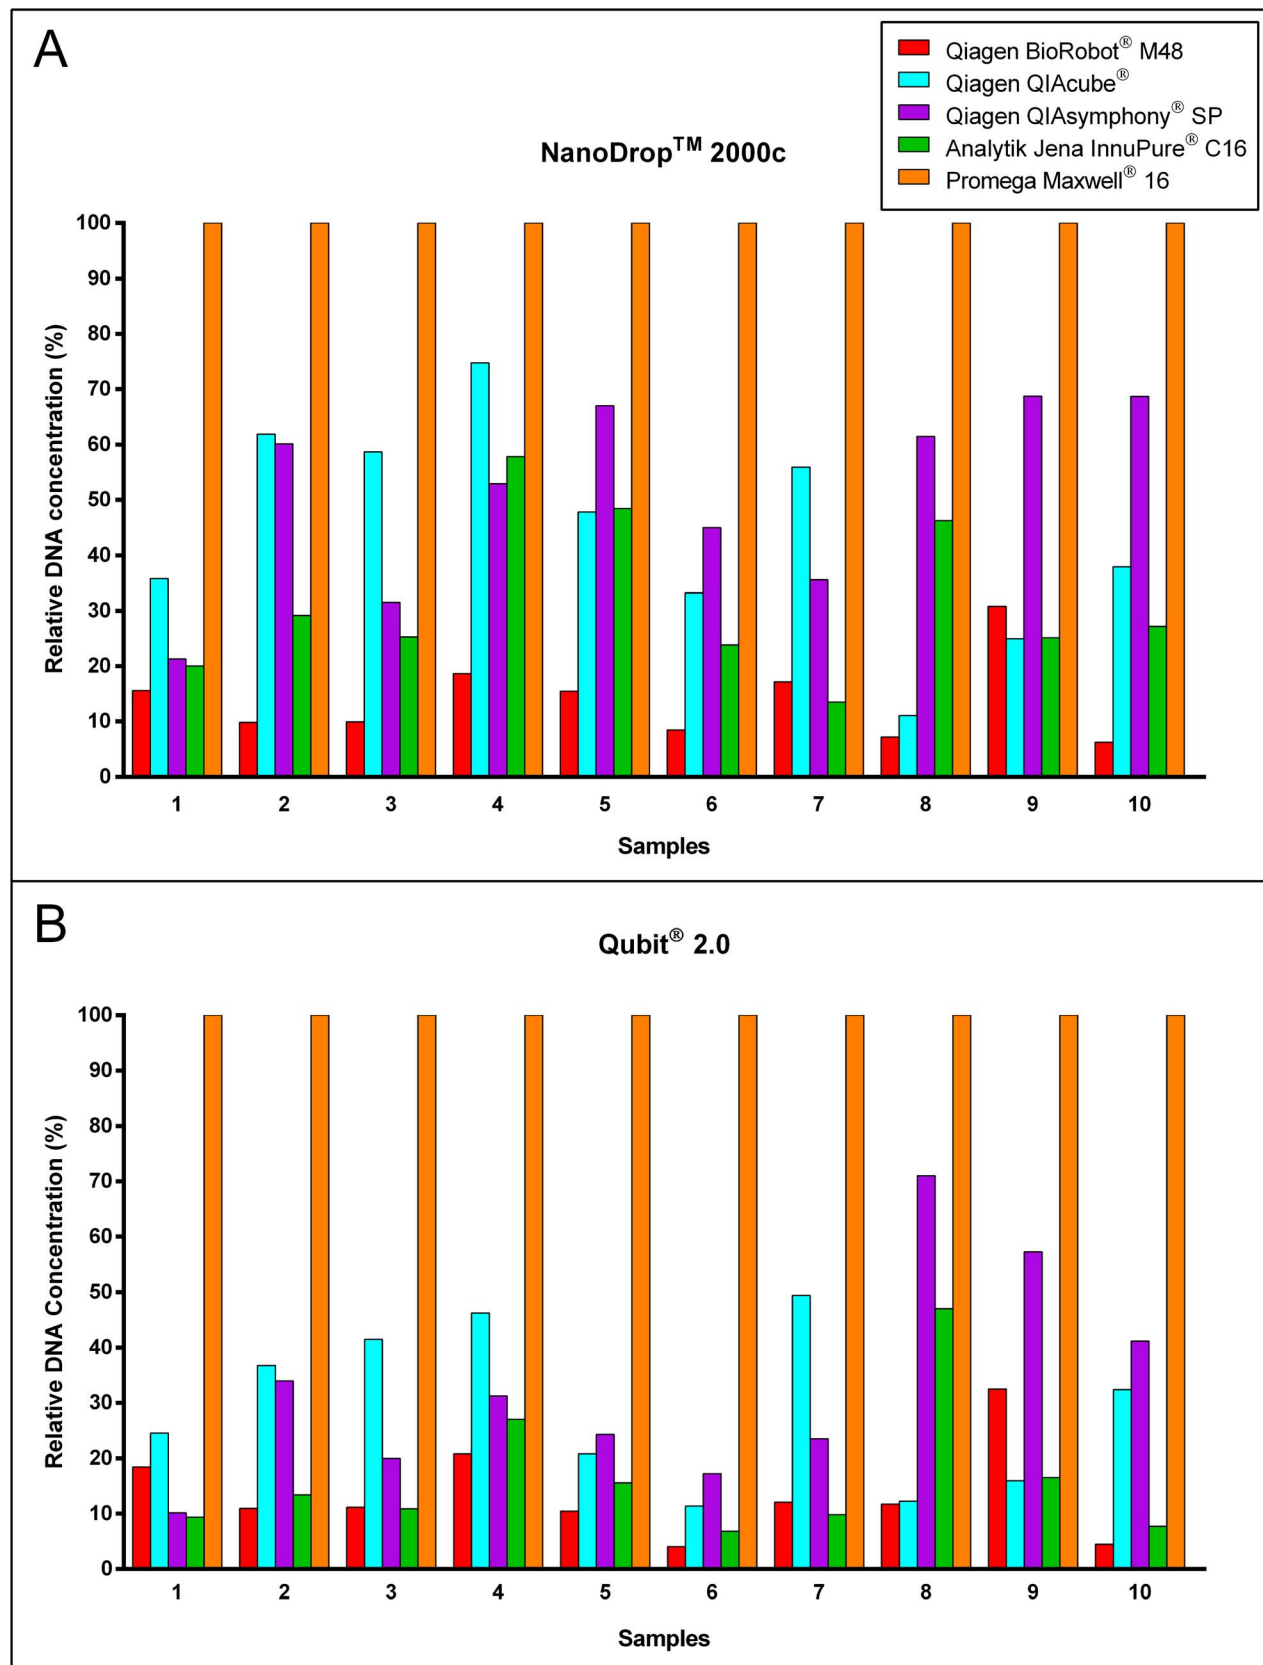 A
Qiagen BioRobot® M48
Qiagen QIAcube®
Qiagen QIAsymphony® SP
Analytik Jena InnuPure® C16
Promega Maxwell® 16
NanoDrop™ 2000c
Relative DNA concentration (%)
100
90
80
70
60
50
40
30
20
10
0
1 2 3 4 5 6 7 8 9 10
Samples
B
Qubit® 2.0
Relative DNA Concentration (%)
100
90
80
70
60
50
40
30
20
10
0
1 2 3 4 5 6 7 8 9 10
Samples